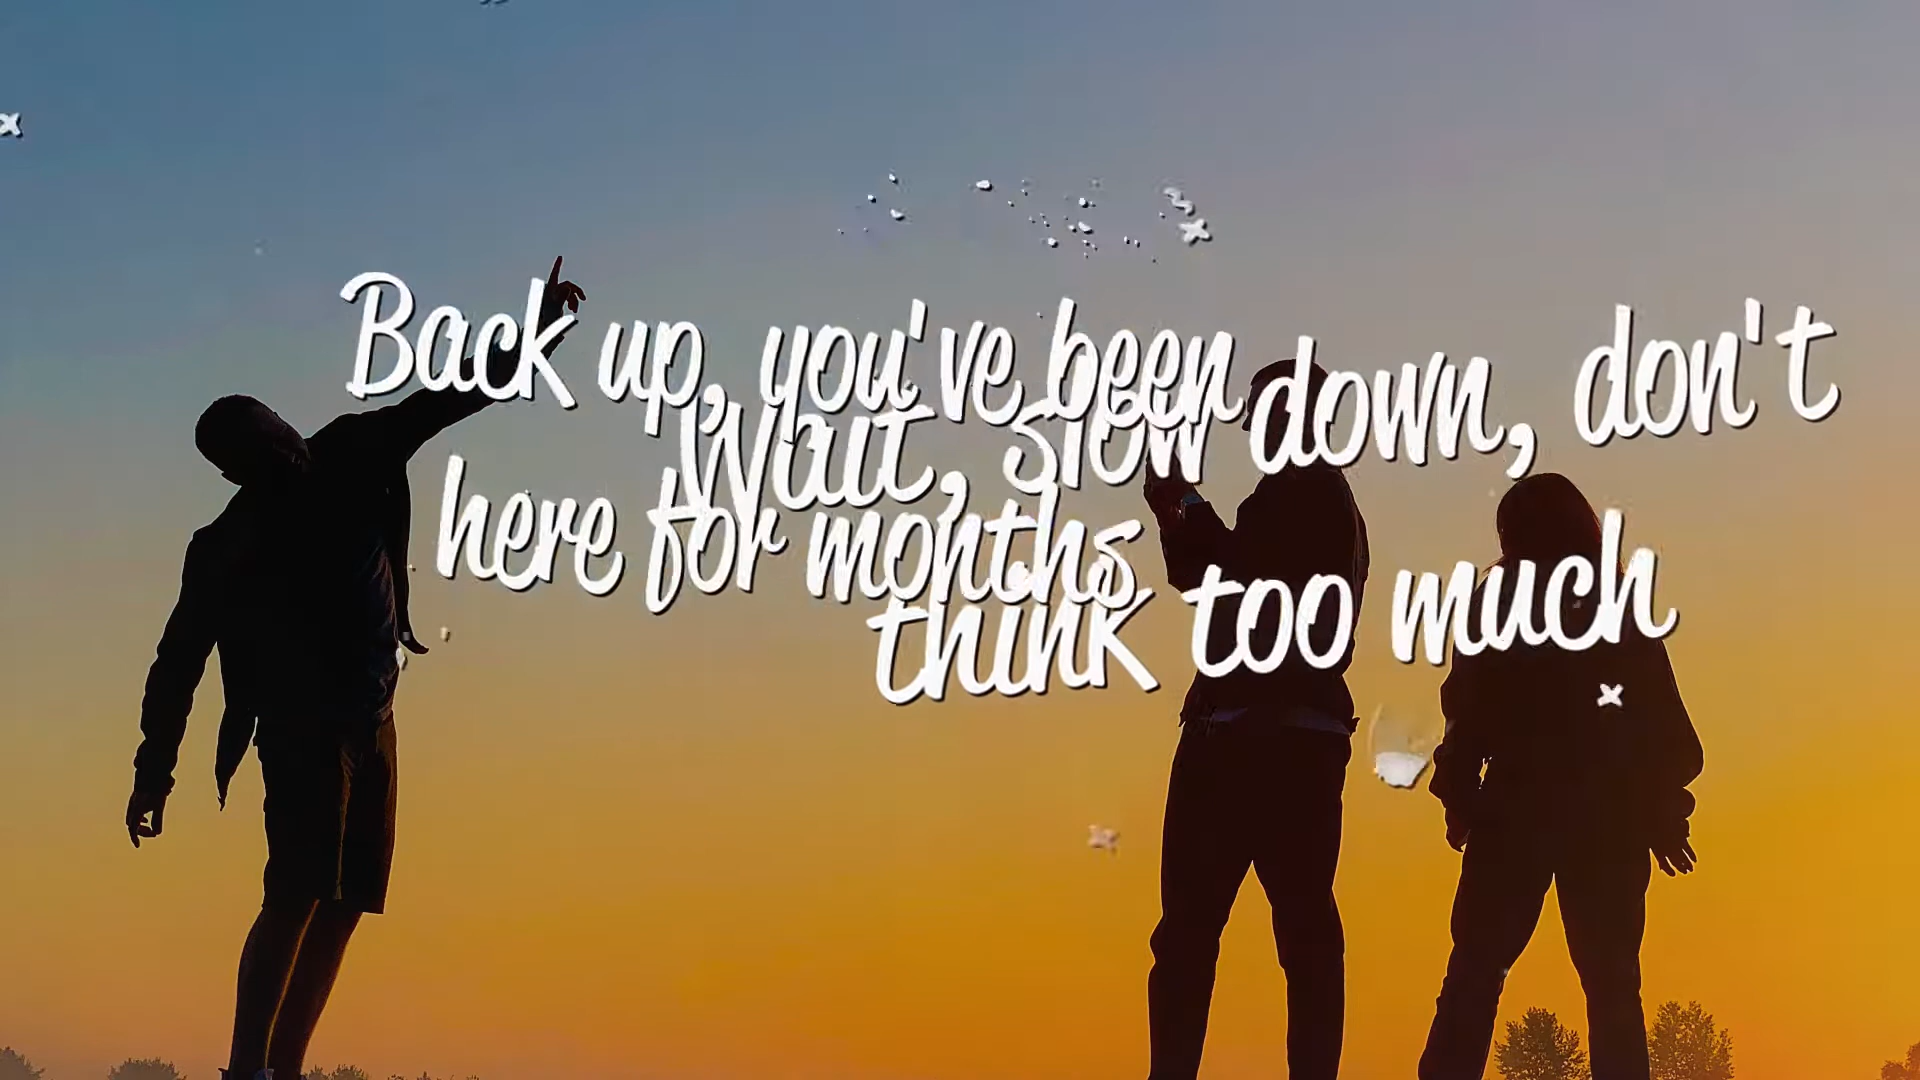 Back up, you've been
here for months
Wait, slow down, don't
think too much